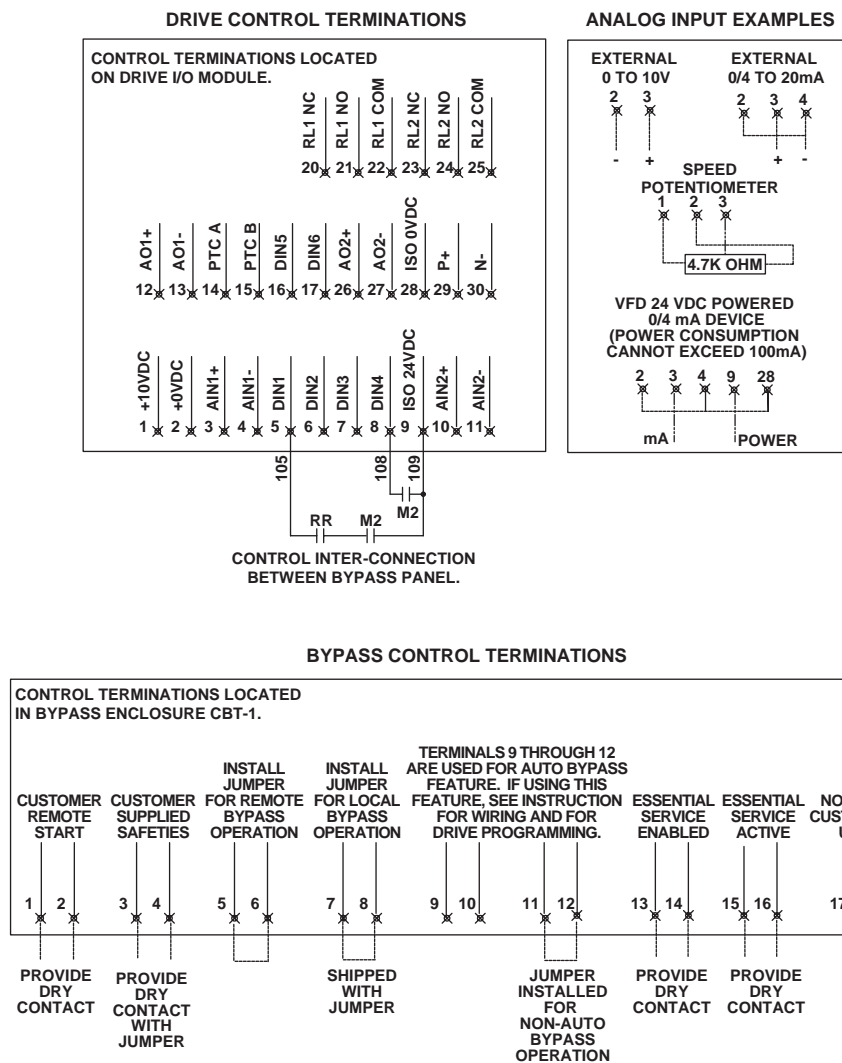 DRIVE CONTROL TERMINATIONS
CONTROL TERMINATIONS LOCATED
ON DRIVE I/O MODULE.
RL1 NC
RL1 NO
RL1 COM
RL2 NC
RL2 NO
RL2 COM
20 21 22 23 24 25
AO1+
AO1-
PTC A
PTC B
DIN5
DIN6
AO2+
AO2-
ISO 0VDC
P+
N-
12 13 14 15 16 17 26 27 28 29 30
+10VDC
+0VDC
AIN1+
AIN1-
DIN1
DIN2
DIN3
DIN4
ISO 24VDC
AIN2+
AIN2-
1 2 3 4 5 6 7 8 9 10 11
105
108
109
M2
RR M2
CONTROL INTER-CONNECTION
BETWEEN BYPASS PANEL.
ANALOG INPUT EXAMPLES
EXTERNAL
0 TO 10V
2 3
- +
EXTERNAL
0/4 TO 20mA
2 3 4
+ -
SPEED
POTENTIOMETER
1 2 3
4.7K OHM
VFD 24 VDC POWERED
0/4 mA DEVICE
(POWER CONSUMPTION
CANNOT EXCEED 100mA)
2 3 4 9 28
mA POWER
BYPASS CONTROL TERMINATIONS
CONTROL TERMINATIONS LOCATED
IN BYPASS ENCLOSURE CBT-1.
CUSTOMER
REMOTE
START
CUSTOMER
SUPPLIED
SAFETIES
INSTALL
JUMPER
FOR REMOTE
BYPASS
OPERATION
INSTALL
JUMPER
FOR LOCAL
BYPASS
OPERATION
TERMINALS 9 THROUGH 12
ARE USED FOR AUTO BYPASS
FEATURE. IF USING THIS
FEATURE, SEE INSTRUCTION
FOR WIRING AND FOR
DRIVE PROGRAMMING.
ESSENTIAL
SERVICE
ENABLED
ESSENTIAL
SERVICE
ACTIVE
NO
CUST
U
1 2 3 4 5 6 7 8 9 10 11 12 13 14 15 16 17
PROVIDE
DRY
CONTACT
PROVIDE
DRY
CONTACT
WITH
JUMPER
SHIPPED
WITH
JUMPER
JUMPER
INSTALLED
FOR
NON-AUTO
BYPASS
OPERATION
PROVIDE
DRY
CONTACT
PROVIDE
DRY
CONTACT